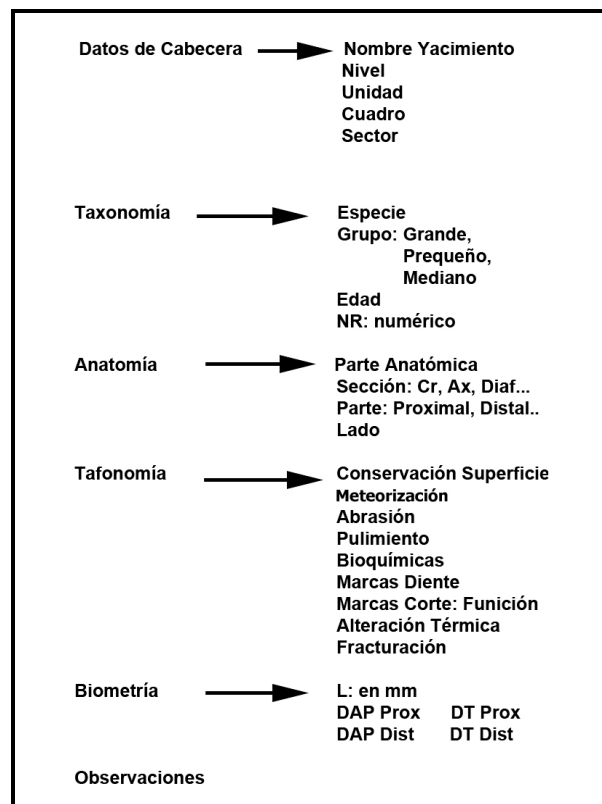 Datos de Cabecera Nombre Yacimiento
Nivel
Unidad
Cuadro
Sector
Taxonomía Especie
Grupo: Grande,
Prequeño,
Mediano
Edad
NR: numérico
Anatomía Parte Anatómica
Sección: Cr, Ax, Diaf...
Parte: Proximal, Distal..
Lado
Tafonomía Conservación Superficie
Meteorización
Abrasión
Pulimiento
Bioquímicas
Marcas Diente
Marcas Corte: Funición
Alteración Térmica
Fracturación
Biometría L: en mm
DAP Prox DT Prox
DAP Dist DT Dist
Observaciones